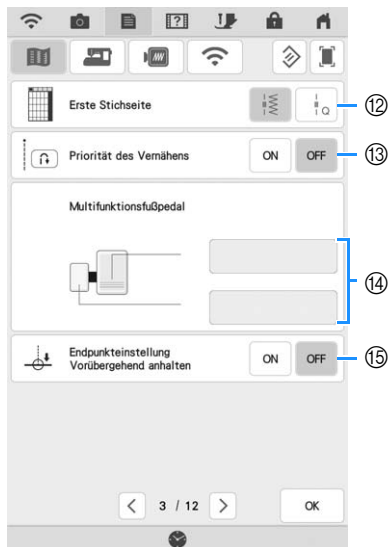 Erste Stichseite
Q
⑫
Priorität des Vernähens
ON
OFF
⑬
Multifunktionsfußpedal
⑭
Endpunkteinstellung
Vorübergehend anhalten
ON
OFF
⑮
3 / 12
OK